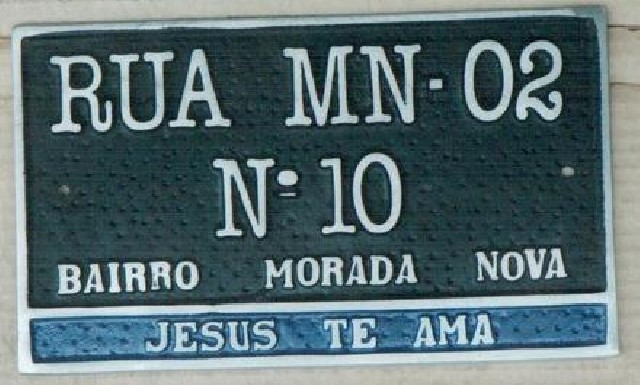 RUA MN-02
Nº 10
BAIRRO MORADA NOVA
JESUS TE AMA